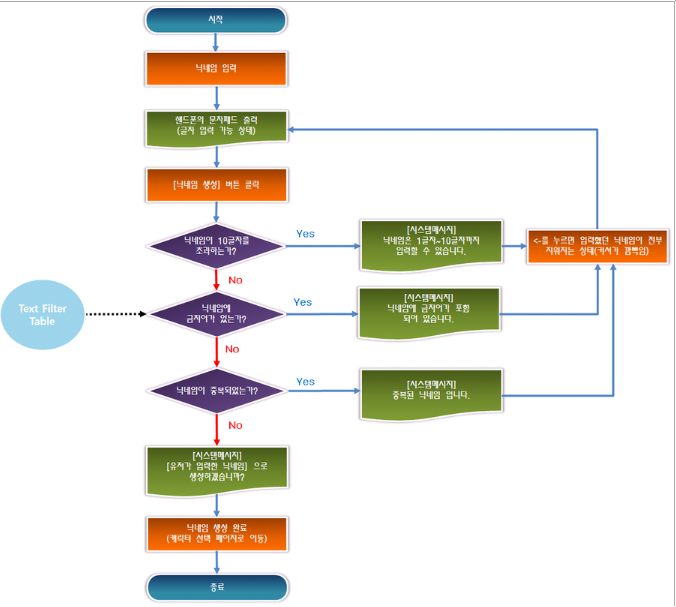 시작
닉네임 입력
핸드폰의 문자패드 출력
(글자 입력 가능 상태)
[닉네임 생성] 버튼 클릭
닉네임이 10글자를
초과하는가?
Yes
[시스템메시지]
닉네임은 1글자~10글자까지
입력할 수 있습니다.
<-를 누르면 입력했던 닉네임이 전부
지워지는 상태(커서가 깜빡임)
No
Text Filter
Table
닉네임에
금지어가 있는가?
Yes
[시스템메시지]
닉네임에 금지어가 포함
되어 있습니다.
No
닉네임이 중복되었는가?
Yes
[시스템메시지]
중복된 닉네임 입니다.
No
[시스템메시지]
[유저가 입력한 닉네임] 으로
생성하겠습니까?
닉네임 생성 완료
(캐릭터 선택 페이지로 이동)
종료